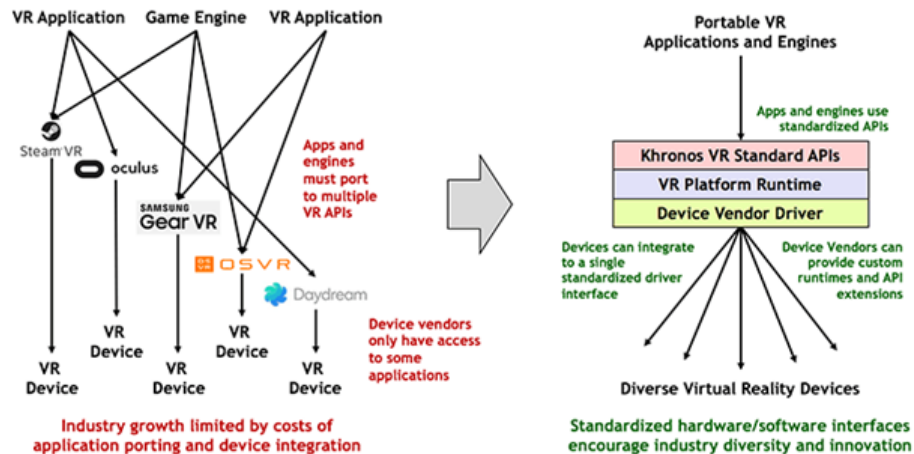 VR Application
Game Engine
VR Application
Steam VR
oculus
SAMSUNG
Gear VR
OSVR
Daydream
Apps and
engines
must port
to multiple
VR APIs
VR
Device
VR
Device
VR
Device
VR
Device
VR
Device
Device vendors
only have access
to some
applications
Industry growth limited by costs of
application porting and device integration
Portable VR
Applications and Engines
Apps and engines use
standardized APIs
Khronos VR Standard APIs
VR Platform Runtime
Device Vendor Driver
Devices can integrate
to a single
standardized driver
interface
Device Vendors can
provide custom
runtimes and API
extensions
Diverse Virtual Reality Devices
Standardized hardware/software interfaces
encourage industry diversity and innovation